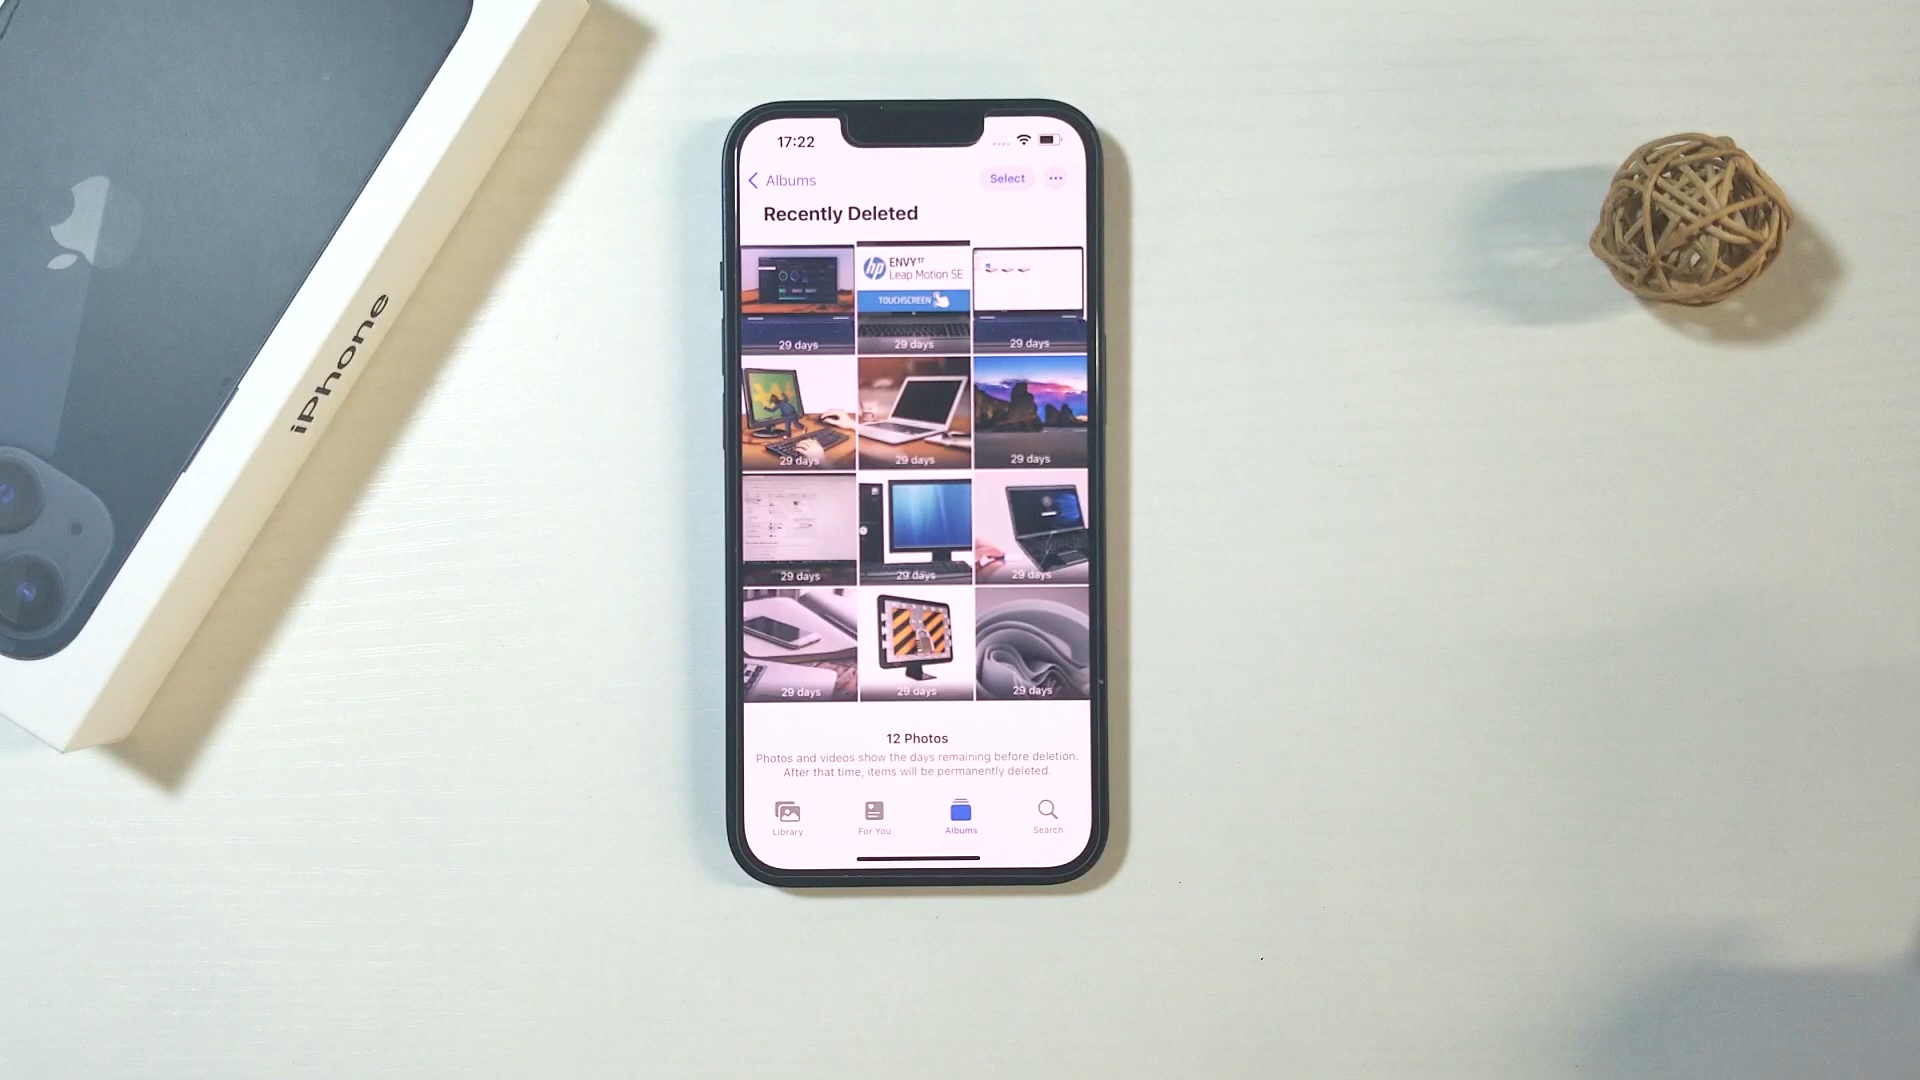 iPhone
17:22
Albums
Select
Recently Deleted
hp ENVY17
Leap Motion SE
TOUCHSCREEN
29 days
29 days
29 days
29 days
29 days
29 days
29 days
29 days
29 days
29 days
29 days
29 days
12 Photos
Photos and videos show the days remaining before deletion.
After that time, items will be permanently deleted.
Library
For You
Albums
Search